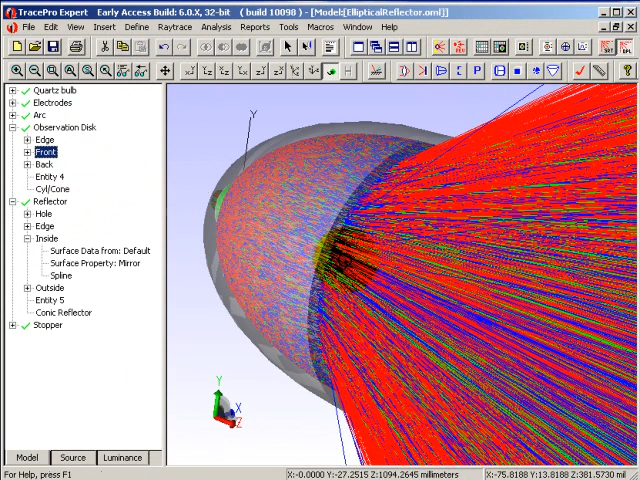 TracePro Expert   Early Access Build: 6.0.X, 32-bit   ( build 10098 ) - [Model:[EllipticalReflector.oml]]
File Edit View Insert Define Raytrace Analysis Reports Tools Macros Window Help
Quartz bulb
Electrodes
Arc
Observation Disk
Edge
Front
Back
Entity 4
Cyl/Cone
Reflector
Hole
Edge
Inside
Surface Data from: Default
Surface Property: Mirror
Spline
Outside
Entity 5
Conic Reflector
Stopper
Y
Y
X
Z
Model Source Luminance
For Help, press F1
X:-0.0000 Y:-27.2515 Z:1094.2645 millimeters
X:-75.8188 Y:13.8188 Z:381.5730 mil